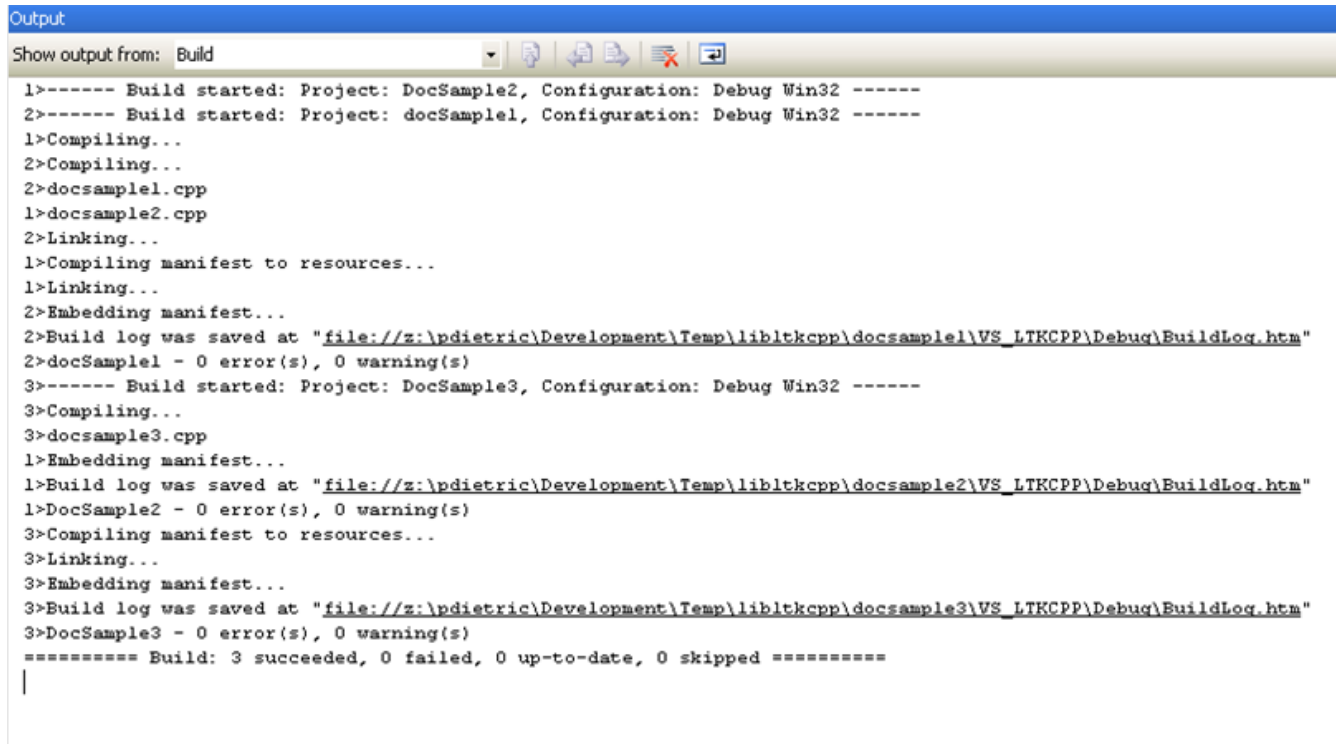 Output
Show output from: Build
1>------ Build started: Project: DocSample2, Configuration: Debug Win32 ------
2>------ Build started: Project: docSample1, Configuration: Debug Win32 ------
1>Compiling...
2>Compiling...
2>docsample1.cpp
1>docsample2.cpp
2>Linking...
1>Compiling manifest to resources...
1>Linking...
2>Embedding manifest...
2>Build log was saved at "file://z:\pdietric\Development\Temp\libltkcpp\docsample1\VS_LTKCPP\Debug\BuildLog.htm"
2>docSample1 - 0 error(s), 0 warning(s)
3>------ Build started: Project: DocSample3, Configuration: Debug Win32 ------
3>Compiling...
3>docsample3.cpp
1>Embedding manifest...
1>Build log was saved at "file://z:\pdietric\Development\Temp\libltkcpp\docsample2\VS_LTKCPP\Debug\BuildLog.htm"
1>DocSample2 - 0 error(s), 0 warning(s)
3>Compiling manifest to resources...
3>Linking...
3>Embedding manifest...
3>Build log was saved at "file://z:\pdietric\Development\Temp\libltkcpp\docsample3\VS_LTKCPP\Debug\BuildLog.htm"
3>DocSample3 - 0 error(s), 0 warning(s)
========== Build: 3 succeeded, 0 failed, 0 up-to-date, 0 skipped ==========